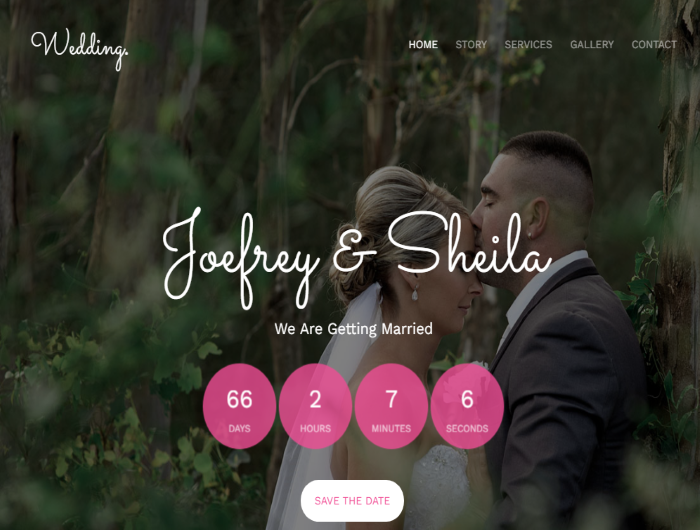 Wedding.
HOME STORY SERVICES GALLERY CONTACT
Joefrey & Sheila
We Are Getting Married
66 2 7 6
DAYS HOURS MINUTES SECONDS
SAVE THE DATE